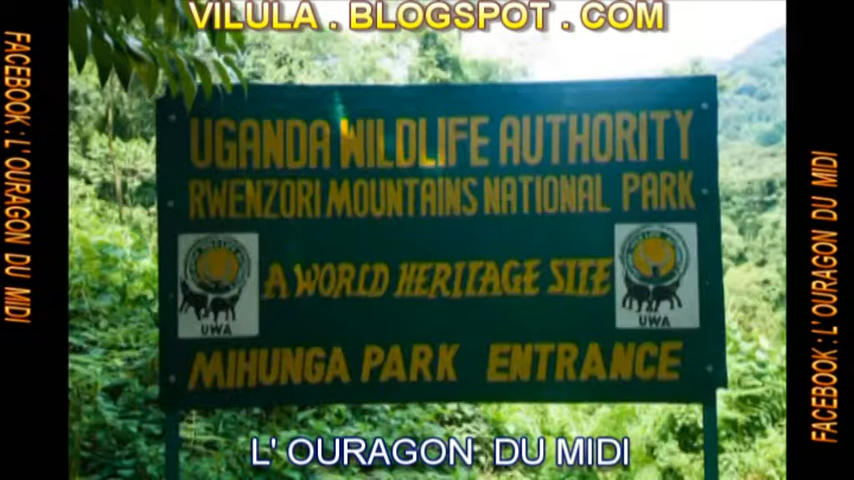 VILULA . BLOGSPOT . COM
FACEBOOK : L'OURAGON DU MIDI
UGANDA WILDLIFE AUTHORITY
RWENZORI MOUNTAINS NATIONAL PARK
A WORLD HERITAGE SITE
UWA
UWA
MIHUNGA PARK ENTRANCE
L' OURAGON DU MIDI
FACEBOOK : L'OURAGON DU MIDI